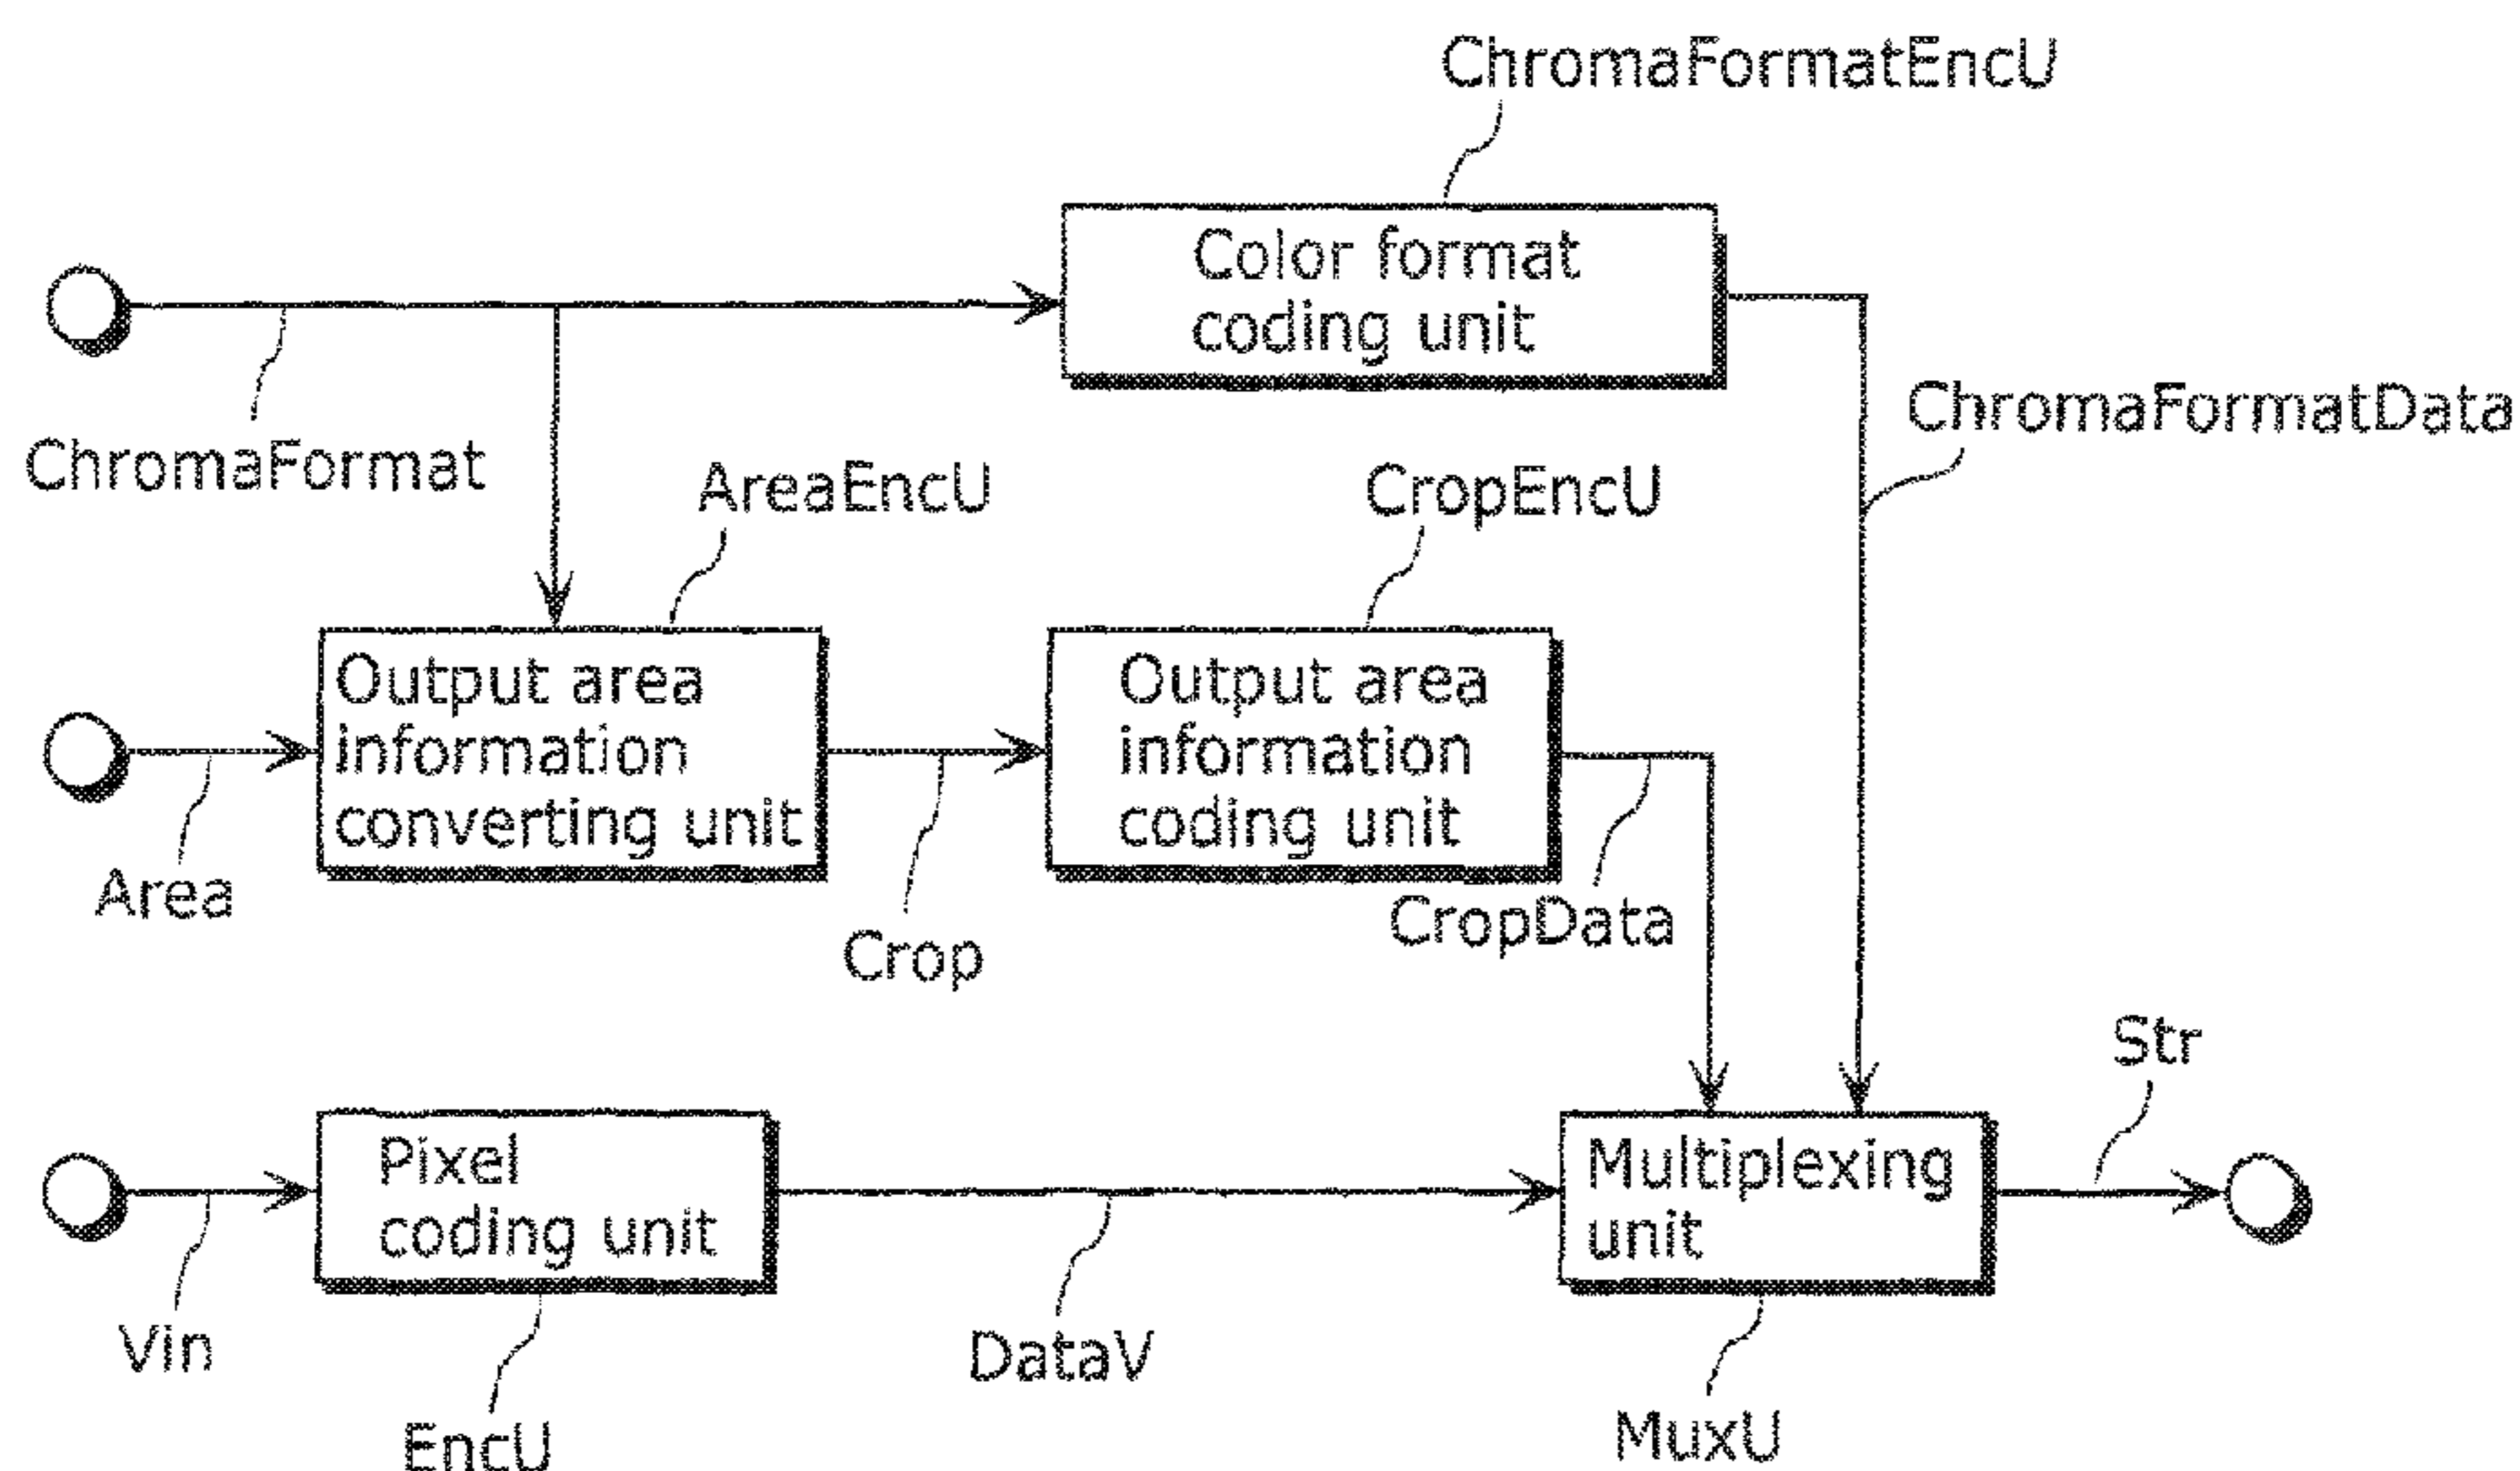 ChromaFormatEncU
Color format
coding unit
ChromaFormat
ChromaFormatData
AreaEncU
CropEncU
Output area
information
converting unit
Output area
information
coding unit
Area
Crop
CropData
Str
Pixel
coding unit
Multiplexing
unit
Vin
DataV
EncU
MuxU